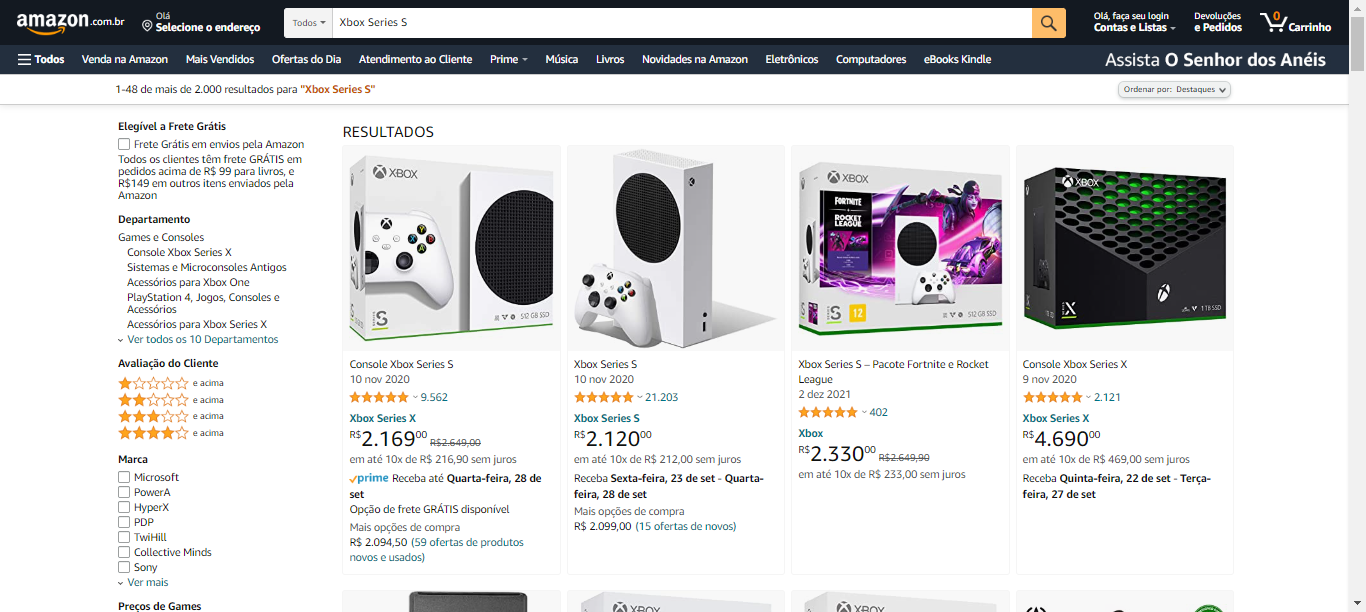 amazon.com.br
Olá
Selecione o endereço
Todos
Xbox Series S
Olá, faça seu login
Contas e Listas
Devoluções
e Pedidos
0
Carrinho
Todos
Venda na Amazon
Mais Vendidos
Ofertas do Dia
Atendimento ao Cliente
Prime
Música
Livros
Novidades na Amazon
Eletrônicos
Computadores
eBooks Kindle
Assista O Senhor dos Anéis
1-48 de mais de 2.000 resultados para "Xbox Series S"
Ordenar por: Destaques
Elegível a Frete Grátis
Frete Grátis em envios pela Amazon
Todos os clientes têm frete GRÁTIS em
pedidos acima de R$ 99 para livros, e
R$149 em outros itens enviados pela
Amazon
Departamento
Games e Consoles
Console Xbox Series X
Sistemas e Microconsoles Antigos
Acessórios para Xbox One
PlayStation 4, Jogos, Consoles e
Acessórios
Acessórios para Xbox Series X
Ver todos os 10 Departamentos
Avaliação do Cliente
e acima
e acima
e acima
e acima
Marca
Microsoft
PowerA
HyperX
PDP
TwiHill
Collective Minds
Sony
Ver mais
Preços de Games
RESULTADOS
XBOX
SERIES S
512 GB SSD
Console Xbox Series S
10 nov 2020
9.562
Xbox Series X
R$2.169,00 R$2.649,00
em até 10x de R$ 216,90 sem juros
prime Receba até Quarta-feira, 28 de
set
Opção de frete GRÁTIS disponível
Mais opções de compra
R$ 2.094,50 (59 ofertas de produtos
novos e usados)
Xbox Series S
10 nov 2020
21.203
Xbox Series S
R$2.120,00
em até 10x de R$ 212,00 sem juros
Receba Sexta-feira, 23 de set - Quarta-
feira, 28 de set
Mais opções de compra
R$ 2.099,00 (15 ofertas de novos)
XBOX
FORTNITE
ROCKET
LEAGUE
SERIES S
12
512 GB SSD
Xbox Series S – Pacote Fortnite e Rocket
League
2 dez 2021
402
Xbox
R$2.330,00 R$2.649,90
em até 10x de R$ 233,00 sem juros
XBOX
SERIES X
1TB SSD
Console Xbox Series X
9 nov 2020
2.121
Xbox Series X
R$4.690,00
em até 10x de R$ 469,00 sem juros
Receba Quinta-feira, 22 de set - Terça-
feira, 27 de set
XBOX
XBOX